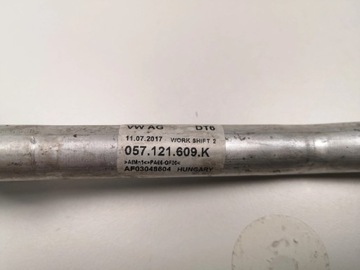 VW AG DT6
11.07.2017 WORK SHIFT 2
057.121.609.K
AP03045604 HUNGARY